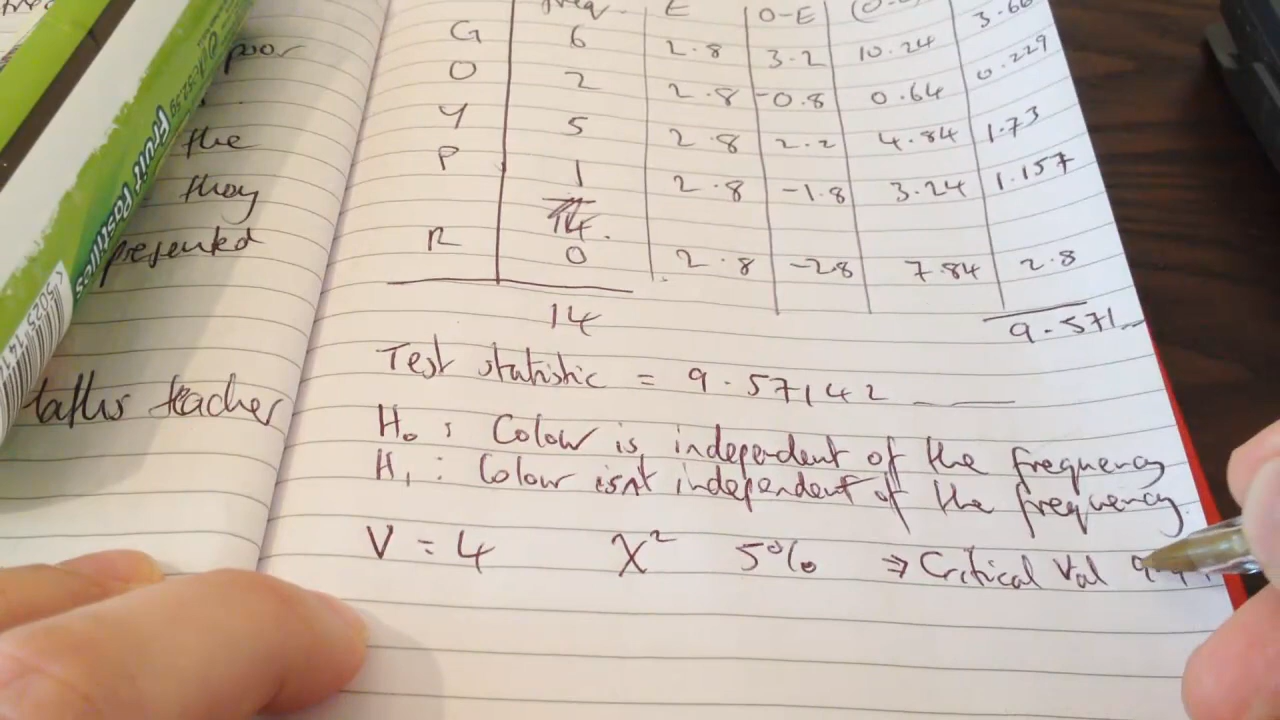 freq. E O-E
G 6 2.8 3.2 10.24 3.66
O 2 2.8 -0.8 0.64 0.229
Y 5 2.8 2.2 4.84 1.73
P 1 2.8 -1.8 3.24 1.157
14.
R 0 2.8 -2.8 7.84 2.8
14 9.571...
Test statistic = 9.57142
H₀ : Colour is independent of the frequency
H₁ : Colour isn't independent of the frequency.
V = 4 χ² 5% ⇒ Critical Val
poor
the
they
presented
teacher
Fruit Pastilles